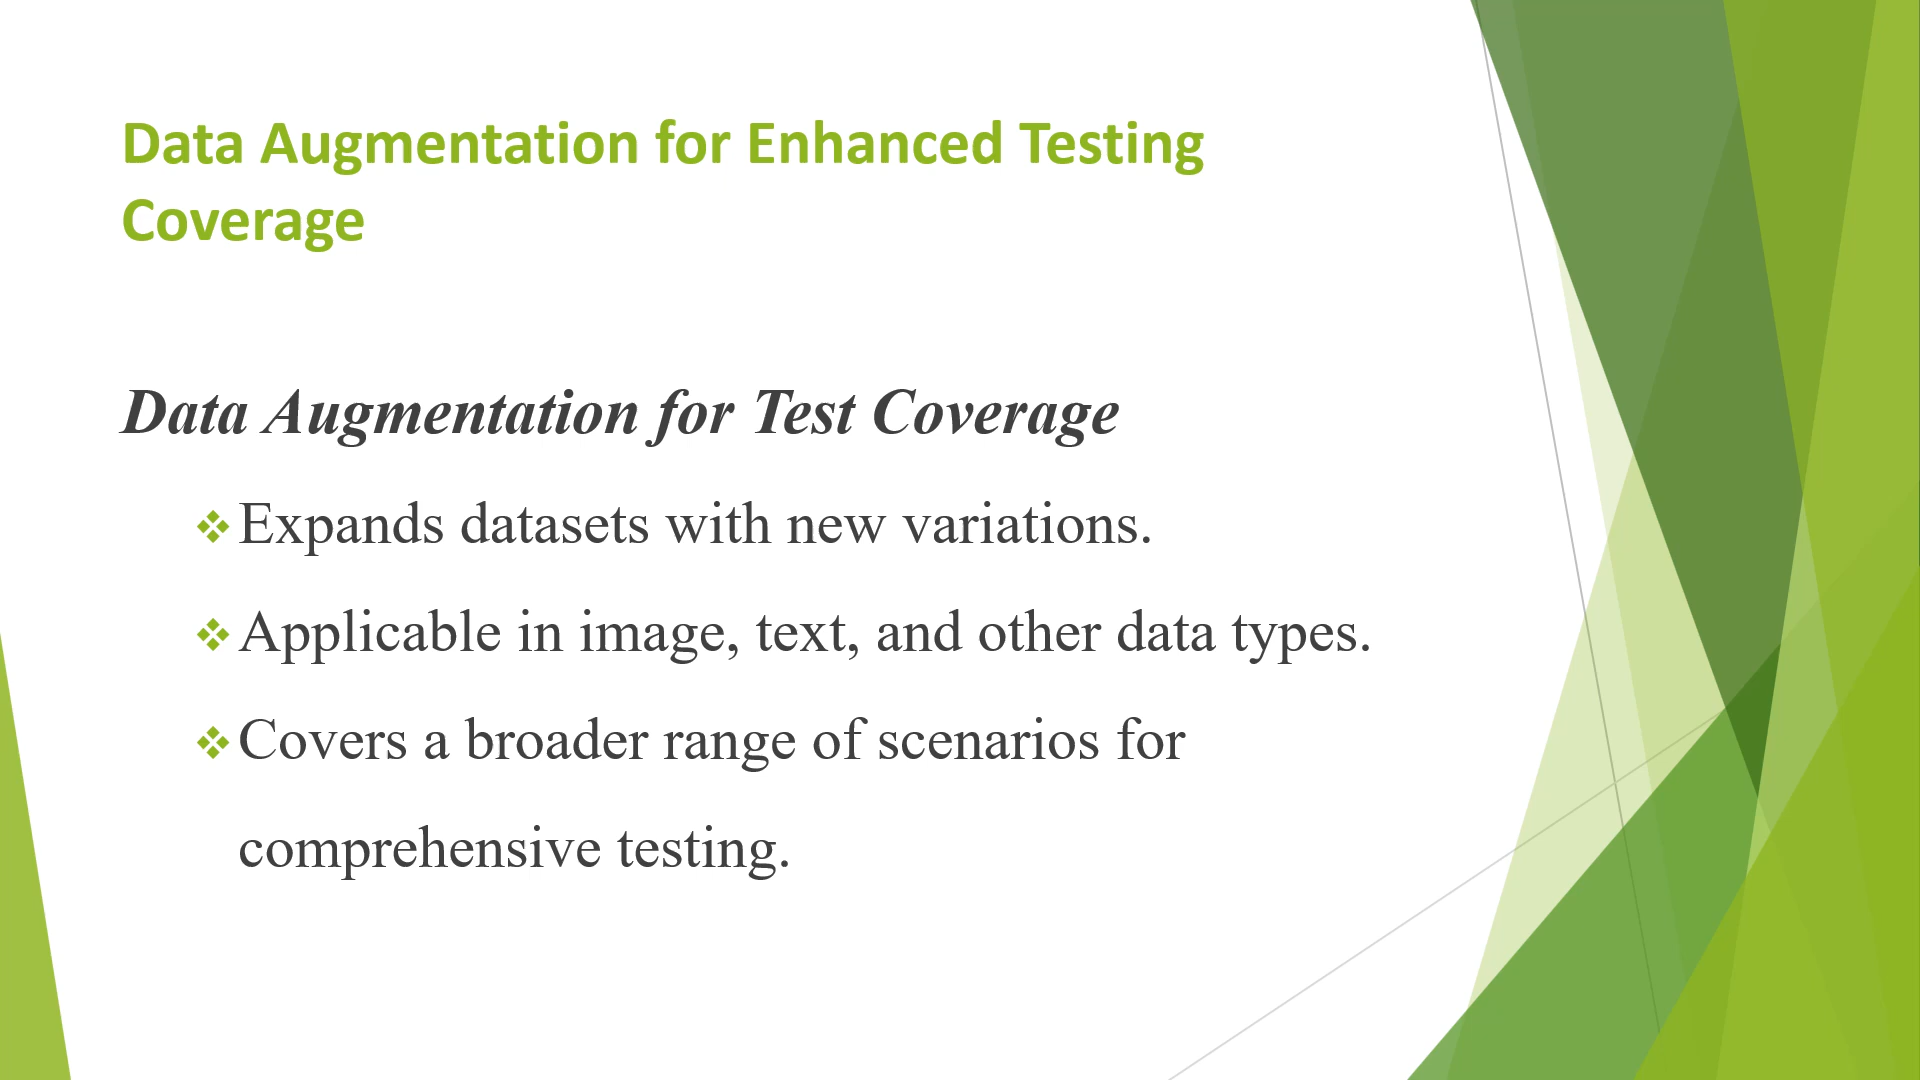 Data Augmentation for Enhanced Testing
Coverage
Data Augmentation for Test Coverage
❖Expands datasets with new variations.
❖Applicable in image, text, and other data types.
❖Covers a broader range of scenarios for
comprehensive testing.